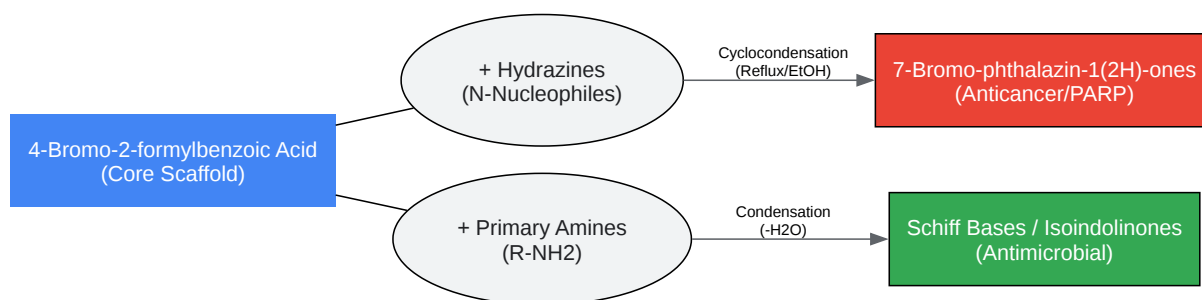 4-Bromo-2-formylbenzoic Acid
(Core Scaffold)
+ Hydrazines
(N-Nucleophiles)
Cyclocondensation
(Reflux/EtOH)
7-Bromo-phthalazin-1(2H)-ones
(Anticancer/PARP)
+ Primary Amines
(R-NH2)
Condensation
(-H2O)
Schiff Bases / Isoindolinones
(Antimicrobial)